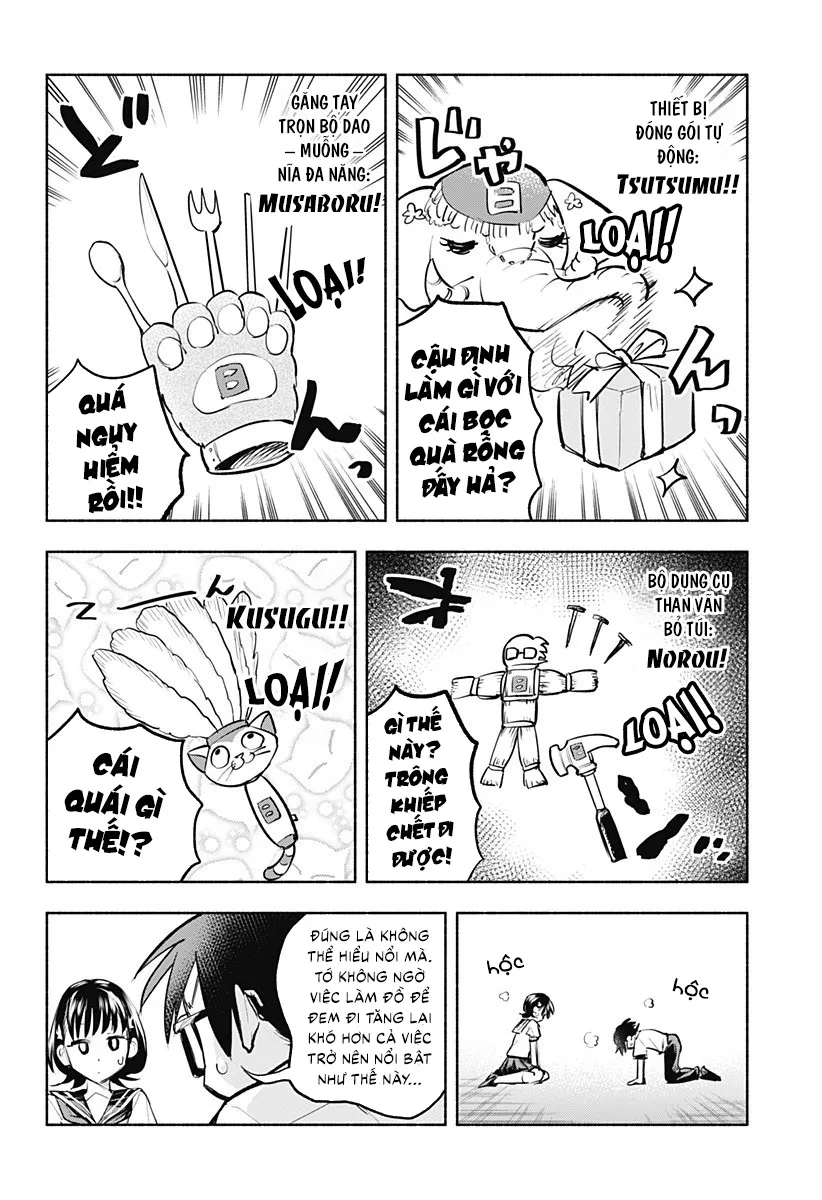 THIẾT BỊ
ĐÓNG GÓI TỰ
ĐỘNG:
TSUTSUMU!!
じゃ
LOẠI!
CẬU ĐỊNH
LÀM GÌ VỚI
CÁI BỌC
QUÀ RỖNG
ĐẤY HẢ?
ん
GĂNG TAY
TRỌN BỘ DAO
– MUỖNG –
NĨA ĐA NĂNG:
MUSABORU!
LOẠI!
B
QUÁ
NGUY
HIỂM
RỒI!!
ん
BỘ DỤNG CỤ
THAN VÃN
BỎ TÚI:
NOROU!
LOẠI!
B
GÌ THẾ
NÀY?
TRÔNG
KHIẾP
CHẾT ĐI
ĐƯỢC!
KUSUGU!!
LOẠI!
B
CÁI
QUÁI GÌ
THẾ!?
HỘC
HỘC
ĐÚNG LÀ KHÔNG
THỂ HIỂU NỔI MÀ.
TỚ KHÔNG NGỜ
VIỆC LÀM ĐỒ ĐỂ
ĐEM ĐI TẶNG LẠI
KHÓ HƠN CẢ VIỆC
TRỞ NÊN NỔI BẬT
NHƯ THẾ NÀY...